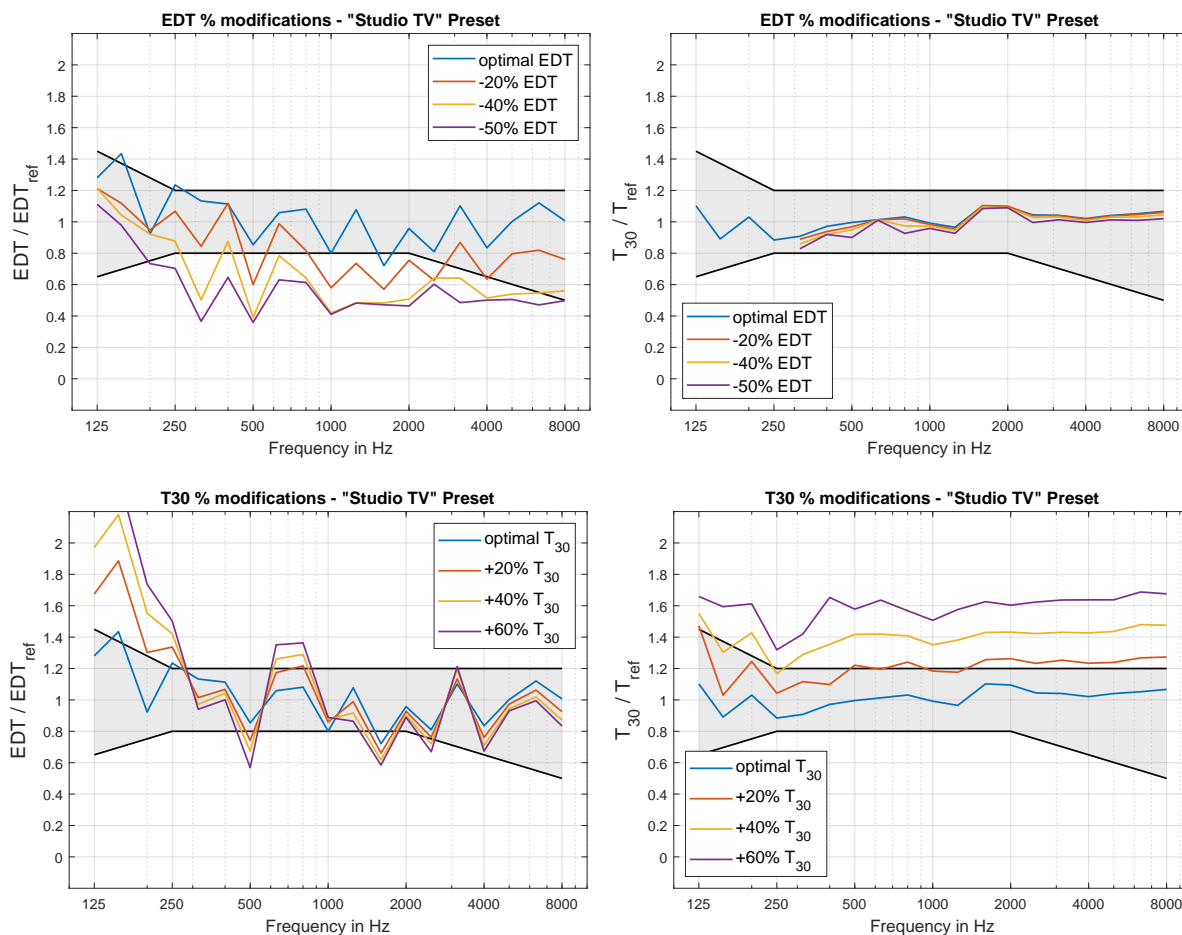 EDT % modifications - "Studio TV" Preset
EDT / EDT_ref
2
1.8
1.6
1.4
1.2
1
0.8
0.6
0.4
0.2
0
optimal EDT
-20% EDT
-40% EDT
-50% EDT
125 250 500 1000 2000 4000 8000
Frequency in Hz
EDT % modifications - "Studio TV" Preset
T_30 / T_ref
2
1.8
1.6
1.4
1.2
1
0.8
0.6
0.4
0.2
0
optimal EDT
-20% EDT
-40% EDT
-50% EDT
125 250 500 1000 2000 4000 8000
Frequency in Hz
T30 % modifications - "Studio TV" Preset
EDT / EDT_ref
2
1.8
1.6
1.4
1.2
1
0.8
0.6
0.4
0.2
0
optimal T_30
+20% T_30
+40% T_30
+60% T_30
125 250 500 1000 2000 4000 8000
Frequency in Hz
T30 % modifications - "Studio TV" Preset
T_30 / T_ref
2
1.8
1.6
1.4
1.2
1
0.8
0.6
0.4
0.2
0
optimal T_30
+20% T_30
+40% T_30
+60% T_30
125 250 500 1000 2000 4000 8000
Frequency in Hz